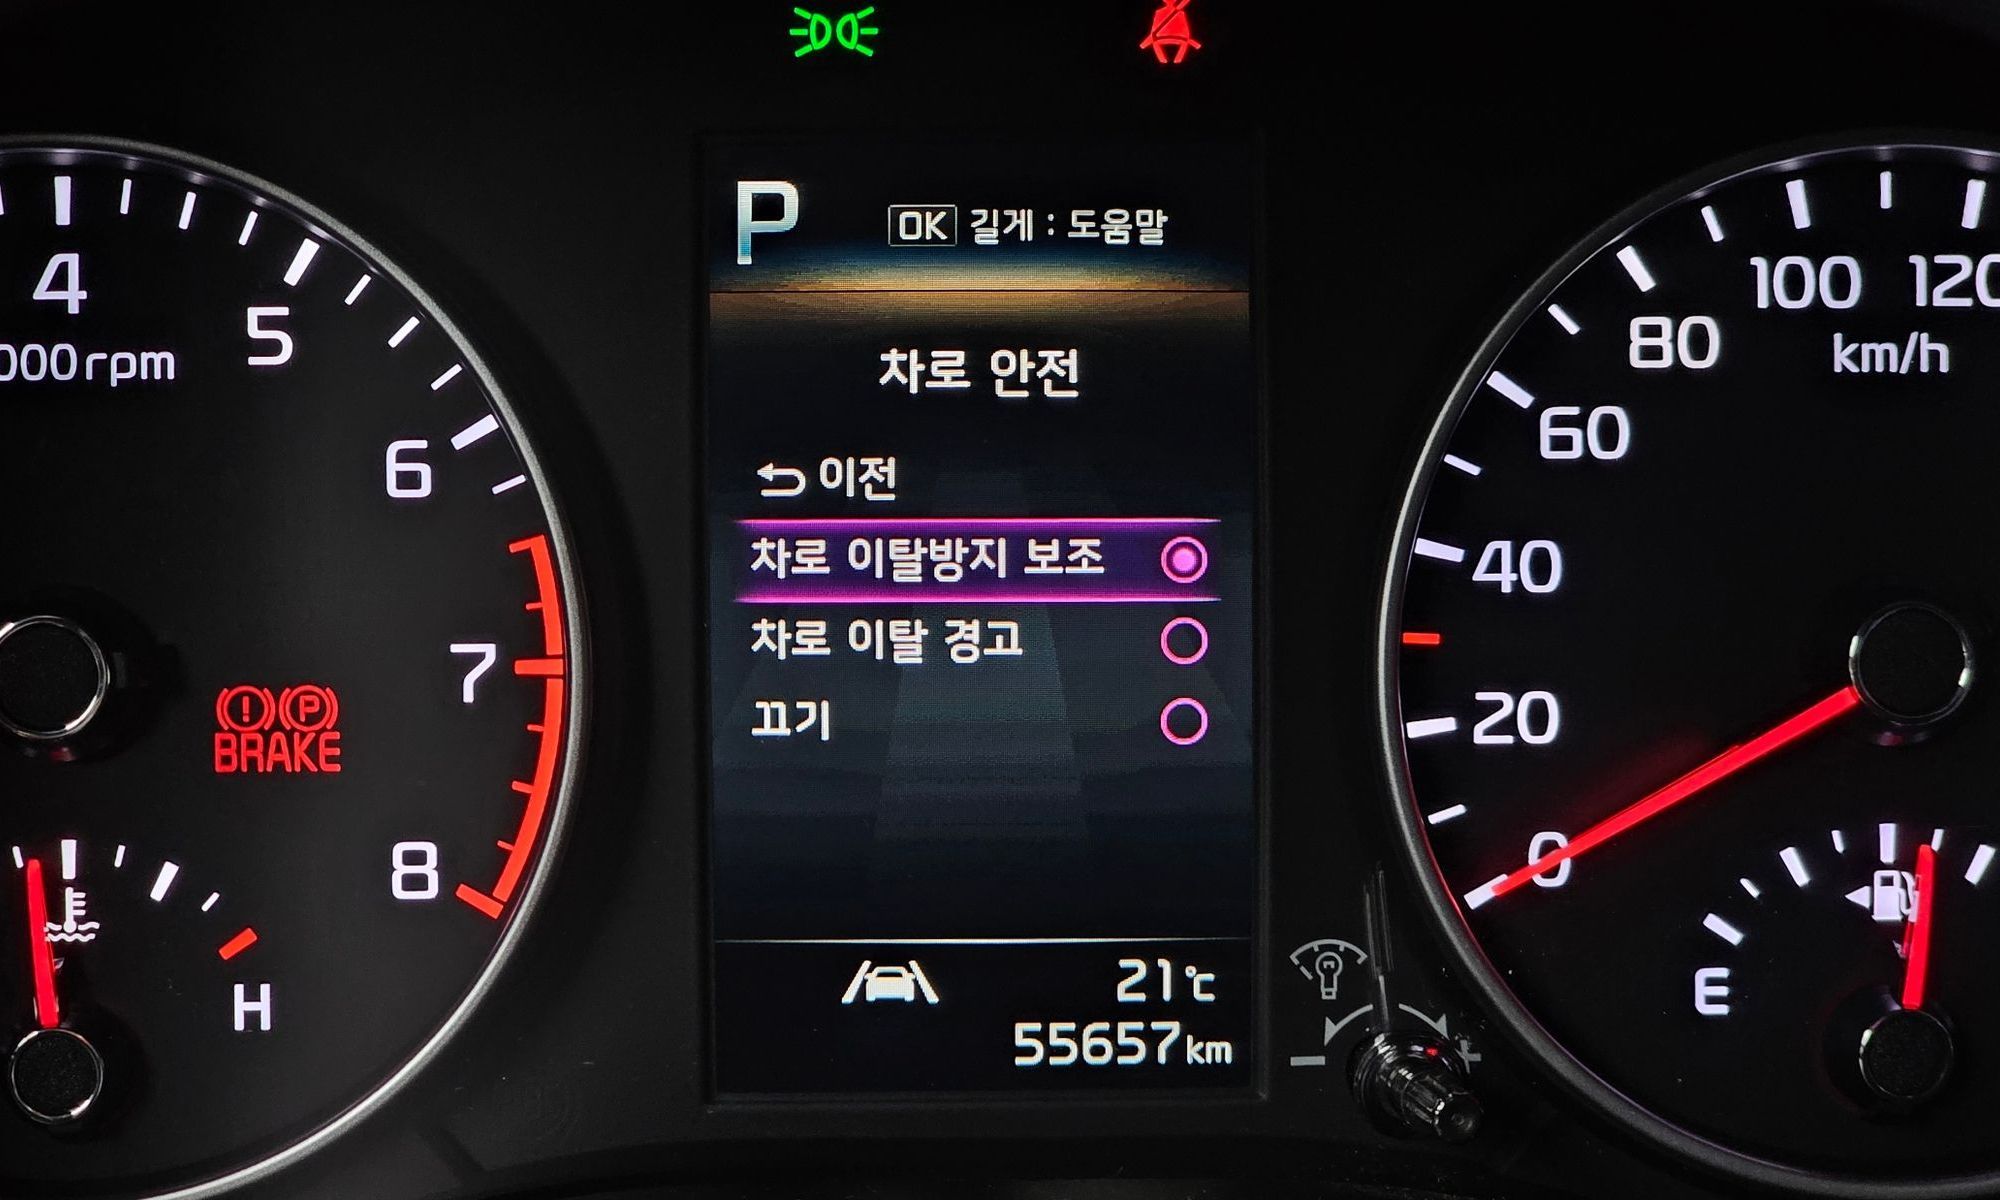 P
OK 길게 : 도움말
차로 안전
이전
차로 이탈방지 보조
차로 이탈 경고
끄기
21℃
55657km
4
5
000rpm
6
7
8
P
BRAKE
H
100 120
80
km/h
60
40
20
0
E
- +